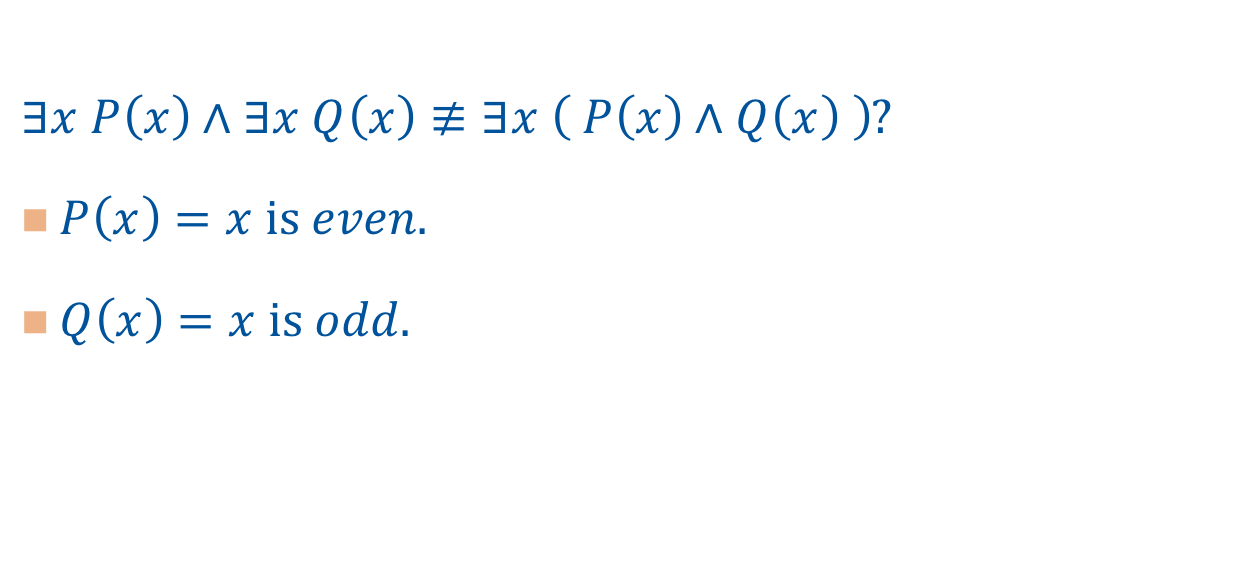 ∃x P(x) ∧ ∃x Q(x) ≢ ∃x ( P(x) ∧ Q(x) )?
■ P(x) = x is even.
■ Q(x) = x is odd.